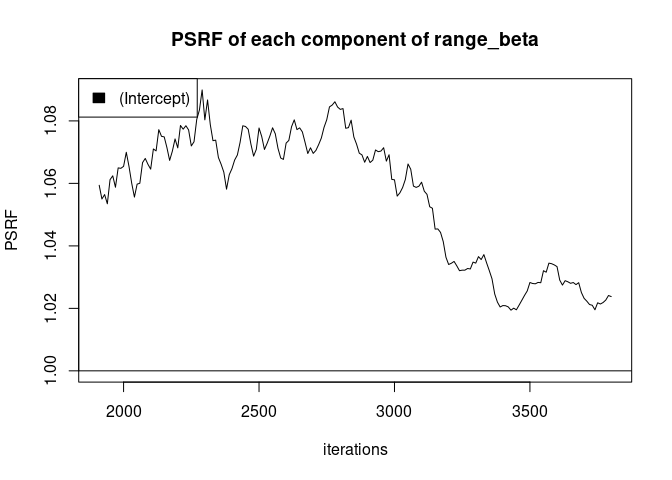 PSRF of each component of range_beta
(Intercept)
PSRF
1.08
1.06
1.04
1.02
1.00
2000 2500 3000 3500
iterations